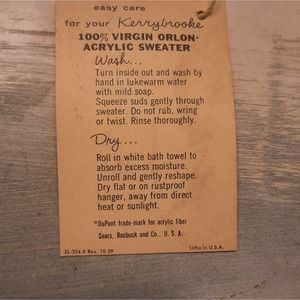 easy care
for your Kerrybrooke
100% VIRGIN ORLON*
ACRYLIC SWEATER
Wash...
Turn inside out and wash by
hand in lukewarm water
with mild soap.
Squeeze suds gently through
sweater. Do not rub, wring
or twist. Rinse thoroughly.
Dry...
Roll in white bath towel to
absorb excess moisture.
Unroll and gently reshape.
Dry flat or on rustproof
hanger, away from direct
heat or sunlight.
*DuPont trade-mark for acrylic fiber
Sears, Roebuck and Co., U. S. A.
Rev. 10-59
Litho in U.S.A.